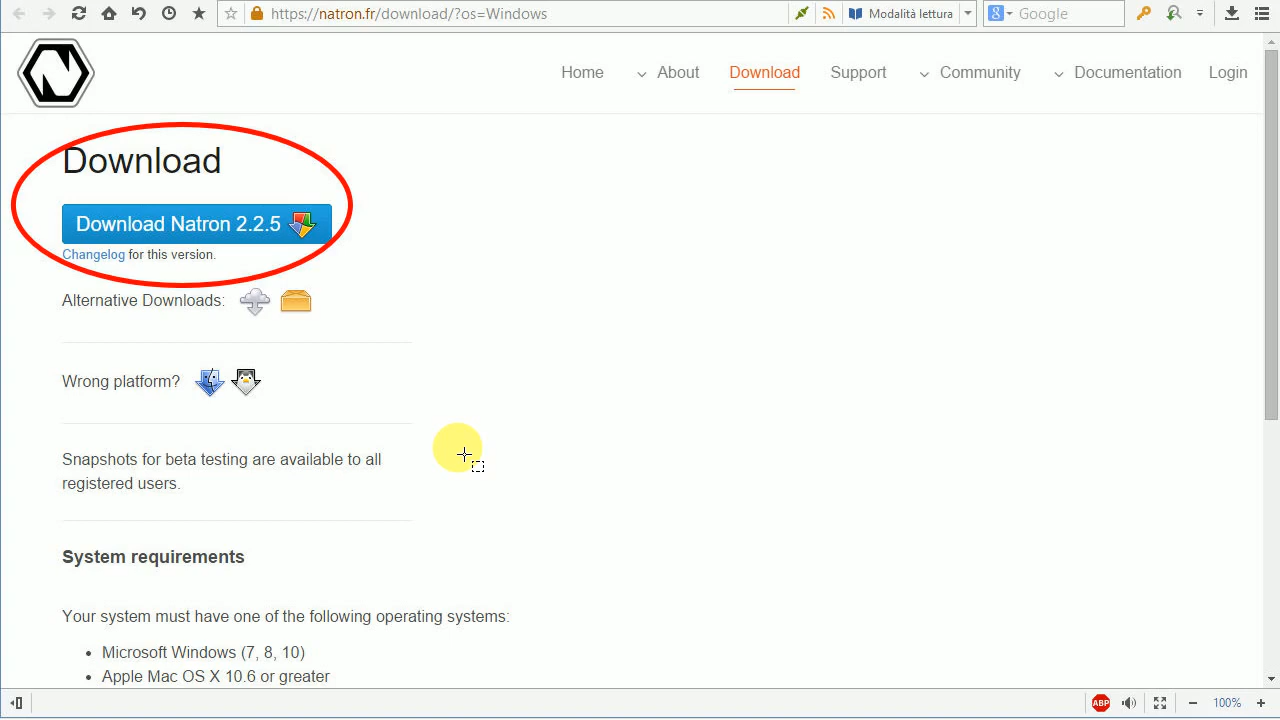 https://natron.fr/download/?os=Windows
Modalità lettura
8
Google
N
Home
About
Download
Support
Community
Documentation
Login
Download
Download Natron 2.2.5
Changelog for this version.
Alternative Downloads:
Wrong platform?
Snapshots for beta testing are available to all
registered users.
System requirements
Your system must have one of the following operating systems:
• Microsoft Windows (7, 8, 10)
• Apple Mac OS X 10.6 or greater
ABP
100%